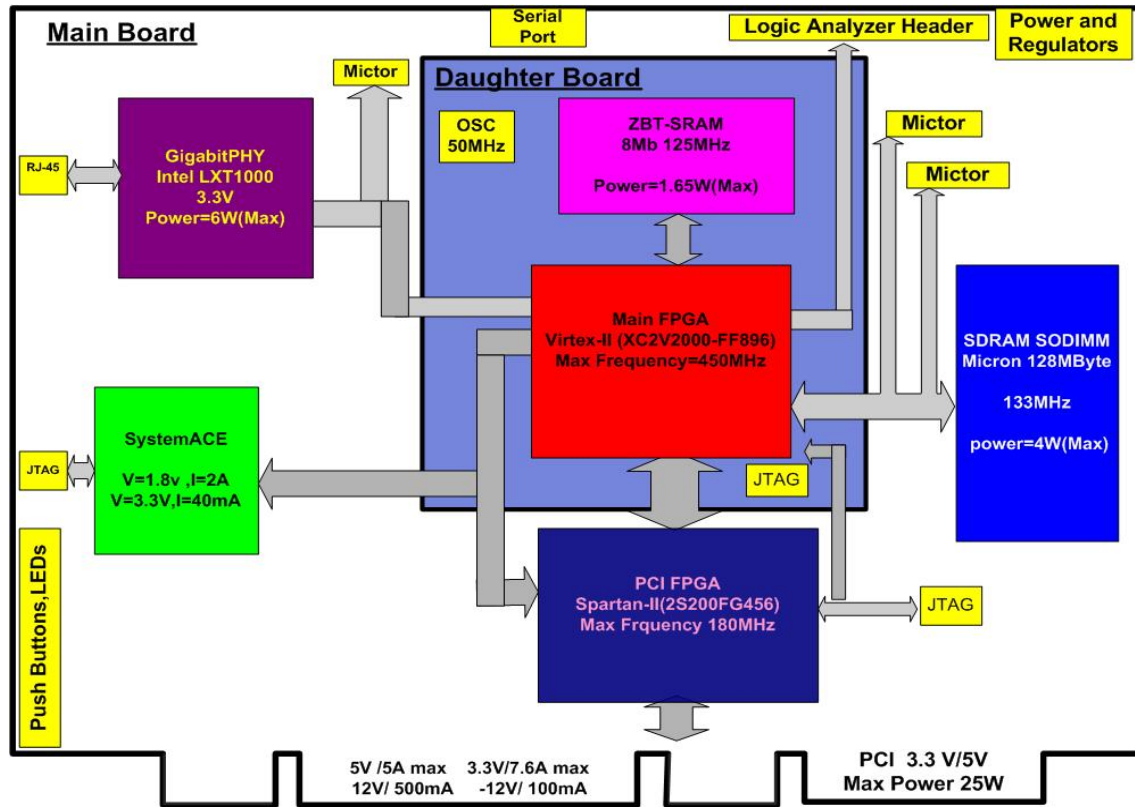 Main Board
Serial
Port
Logic Analyzer Header
Power and
Regulators
Mictor
Daughter Board
OSC
50MHz
ZBT-SRAM
8Mb 125MHz
Power=1.65W(Max)
Mictor
Mictor
RJ-45
GigabitPHY
Intel LXT1000
3.3V
Power=6W(Max)
Main FPGA
Virtex-II (XC2V2000-FF896)
Max Frequency=450MHz
SDRAM SODIMM
Micron 128MByte
133MHz
power=4W(Max)
JTAG
SystemACE
V=1.8v ,I=2A
V=3.3V,I=40mA
JTAG
Push Buttons,LEDs
PCI FPGA
Spartan-II(2S200FG456)
Max Frquency 180MHz
JTAG
5V /5A max 3.3V/7.6A max
12V/ 500mA -12V/ 100mA
PCI 3.3 V/5V
Max Power 25W